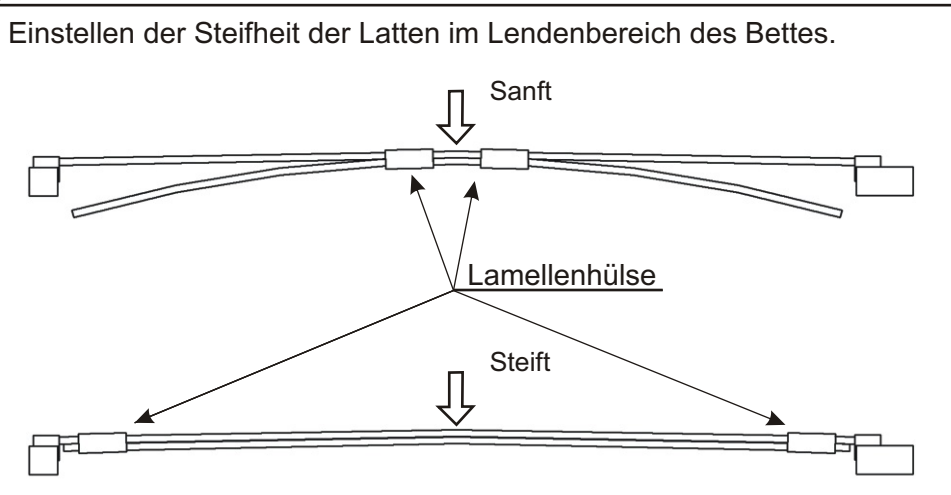 Einstellen der Steifheit der Latten im Lendenbereich des Bettes.
Sanft
Lamellenhülse
Steift